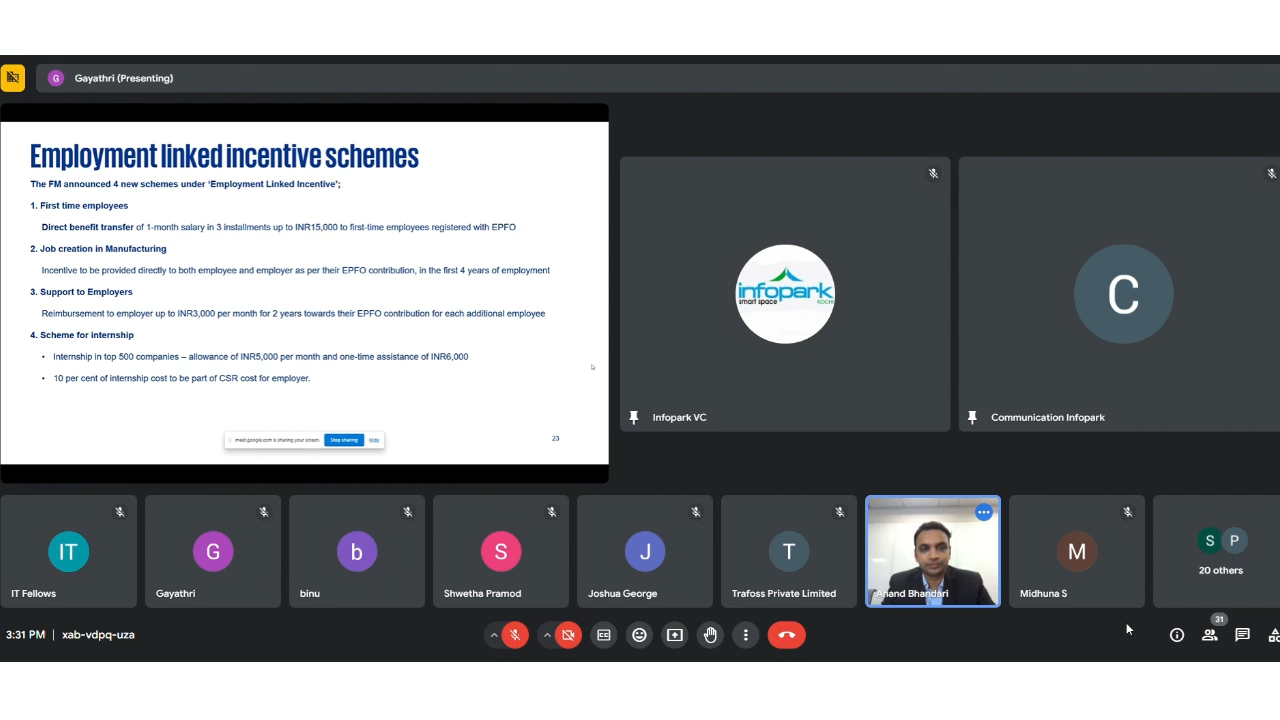 G Gayathri (Presenting)
Employment linked incentive schemes
The FM announced 4 new schemes under ‘Employment Linked Incentive’;
1. First time employees
Direct benefit transfer of 1-month salary in 3 installments up to INR15,000 to first-time employees registered with EPFO
2. Job creation in Manufacturing
Incentive to be provided directly to both employee and employer as per their EPFO contribution, in the first 4 years of employment
3. Support to Employers
Reimbursement to employer up to INR3,000 per month for 2 years towards their EPFO contribution for each additional employee
4. Scheme for internship
• Internship in top 500 companies – allowance of INR5,000 per month and one-time assistance of INR6,000
• 10 per cent of internship cost to be part of CSR cost for employer.
meet.google.com is sharing your screen. Stop sharing Hide
23
infopark
smart space KOCHI
Infopark VC
C
Communication Infopark
IT
IT Fellows
G
Gayathri
b
binu
S
Shwetha Pramod
J
Joshua George
T
Trafoss Private Limited
Anand Bhandari
M
Midhuna S
S P
20 others
3:31 PM | xab-vdpq-uza
31